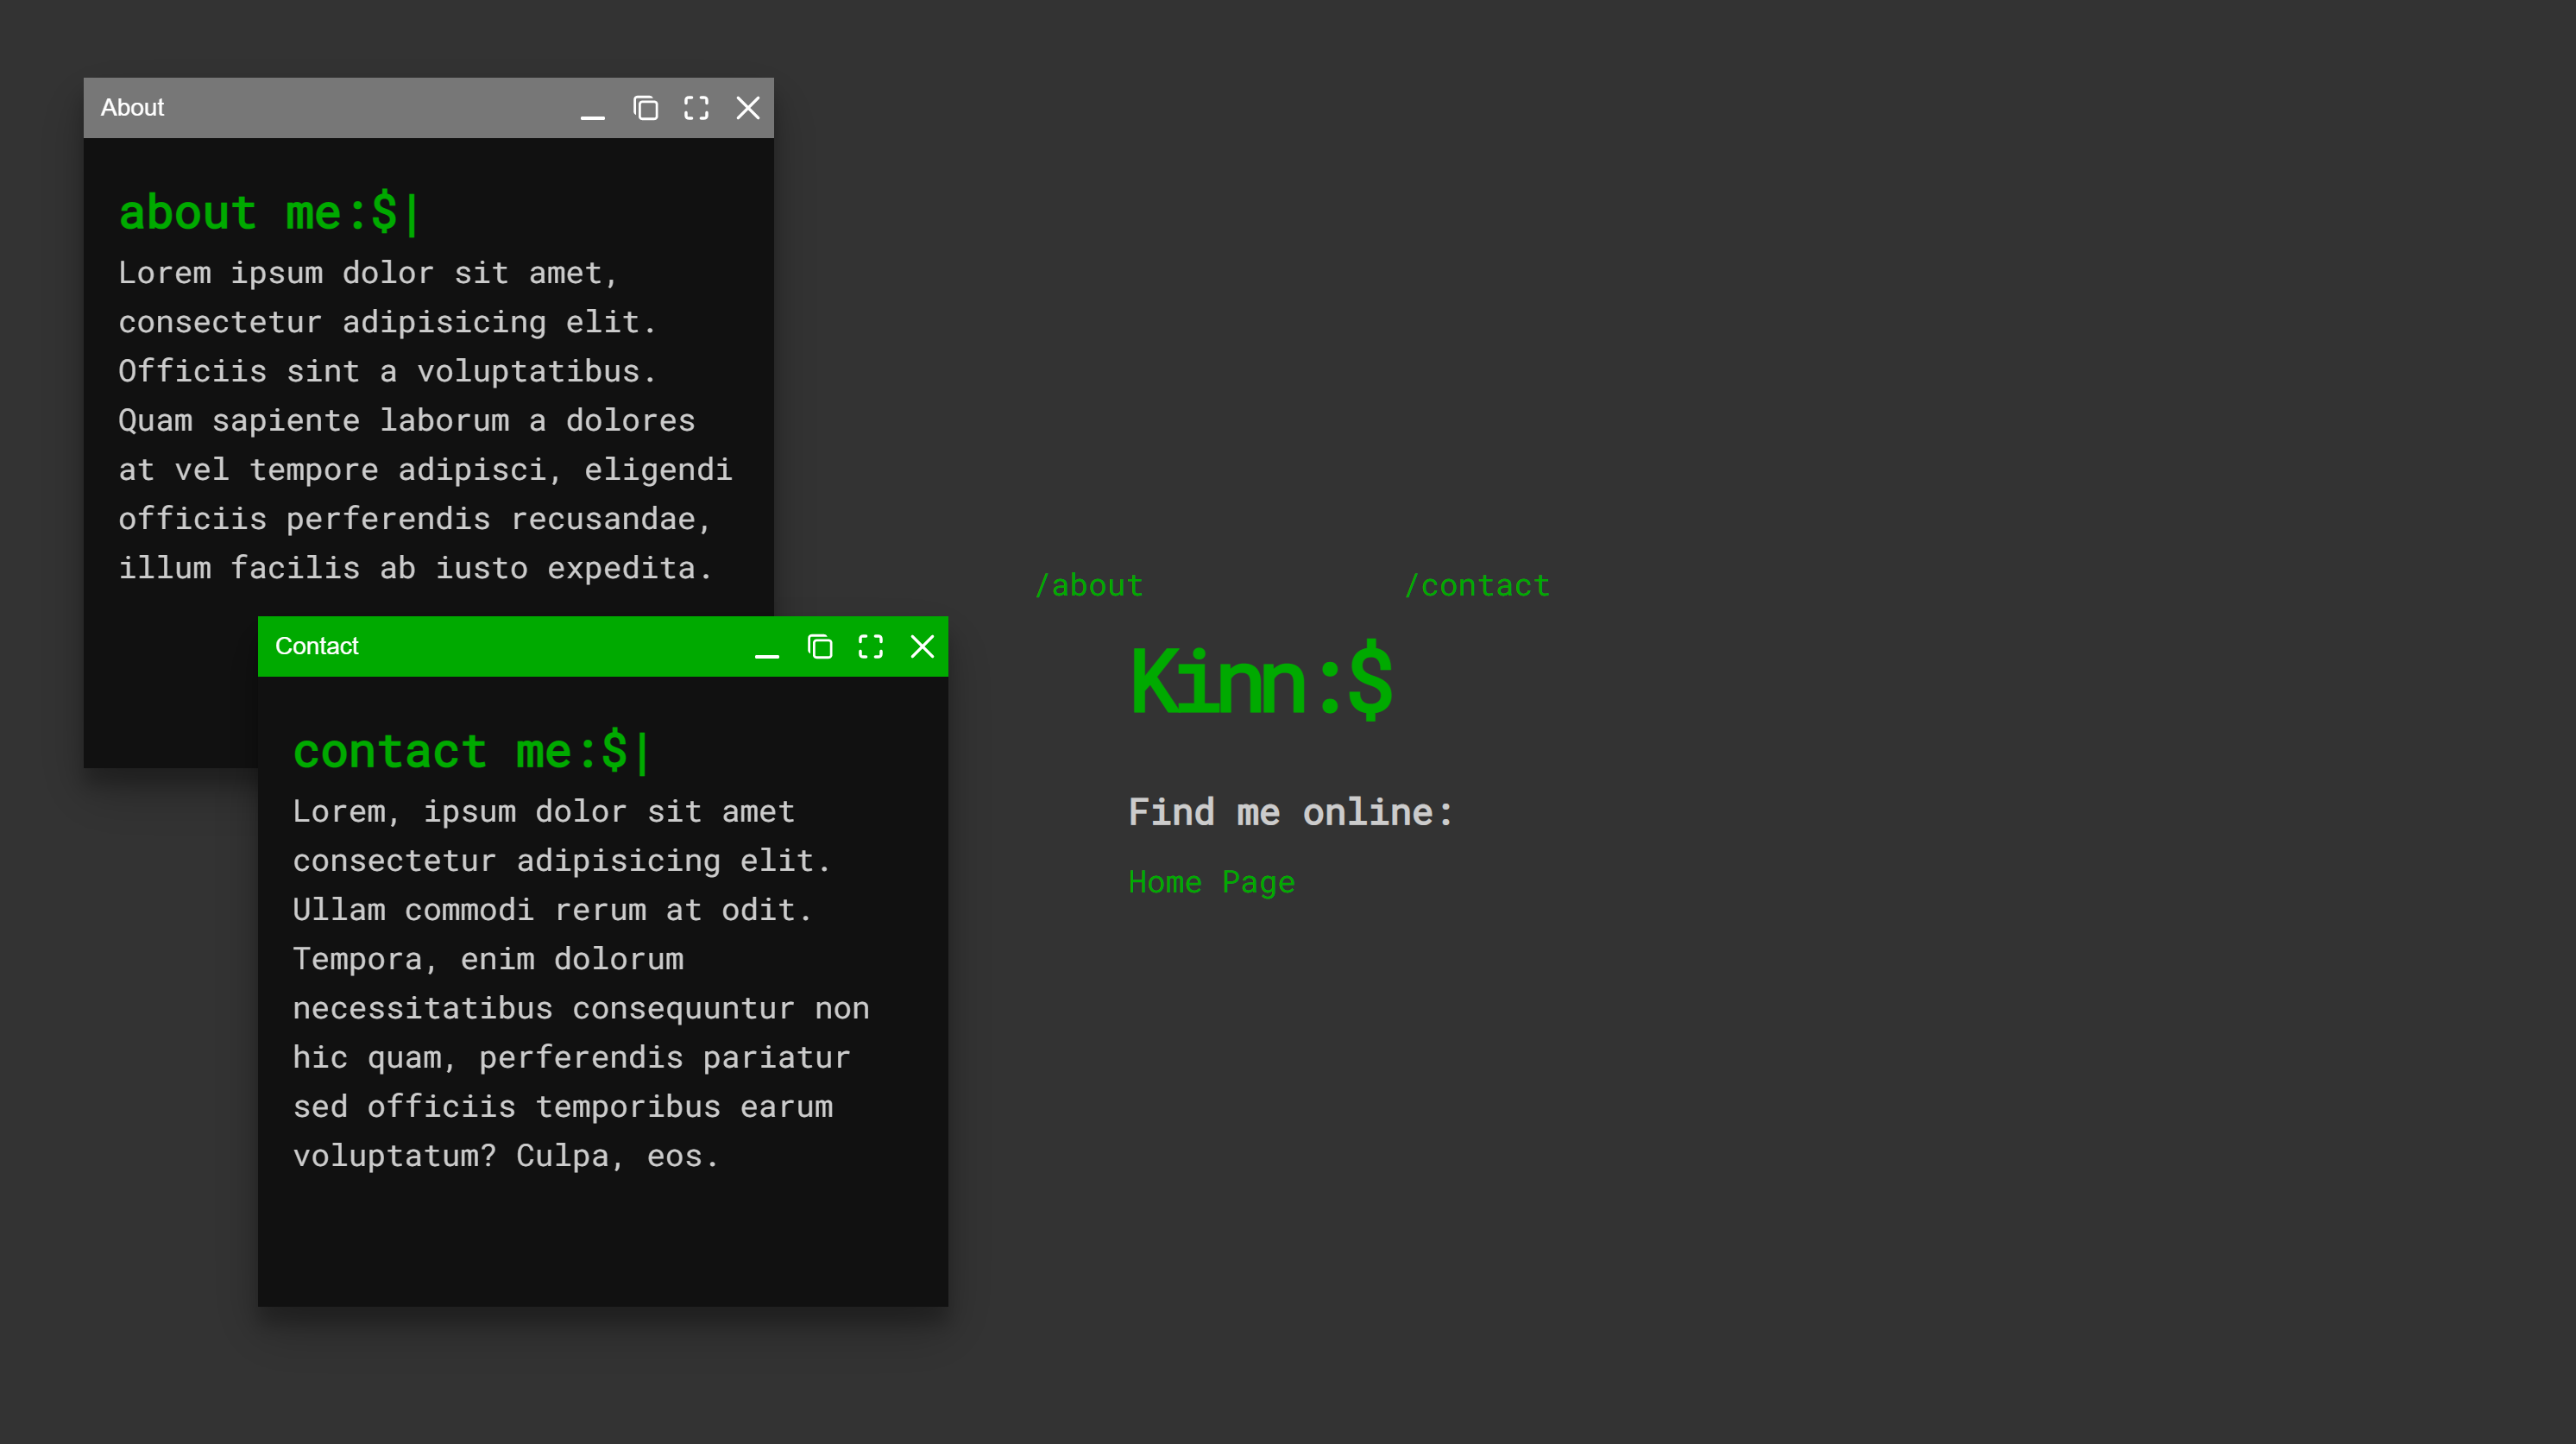 About
about me:$|
Lorem ipsum dolor sit amet,
consectetur adipisicing elit.
Officiis sint a voluptatibus.
Quam sapiente laborum a dolores
at vel tempore adipisci, eligendi
officiis perferendis recusandae,
illum facilis ab iusto expedita.
Contact
contact me:$|
Lorem, ipsum dolor sit amet
consectetur adipisicing elit.
Ullam commodi rerum at odit.
Tempora, enim dolorum
necessitatibus consequuntur non
hic quam, perferendis pariatur
sed officiis temporibus earum
voluptatum? Culpa, eos.
/about /contact
Kinn:$
Find me online:
Home Page